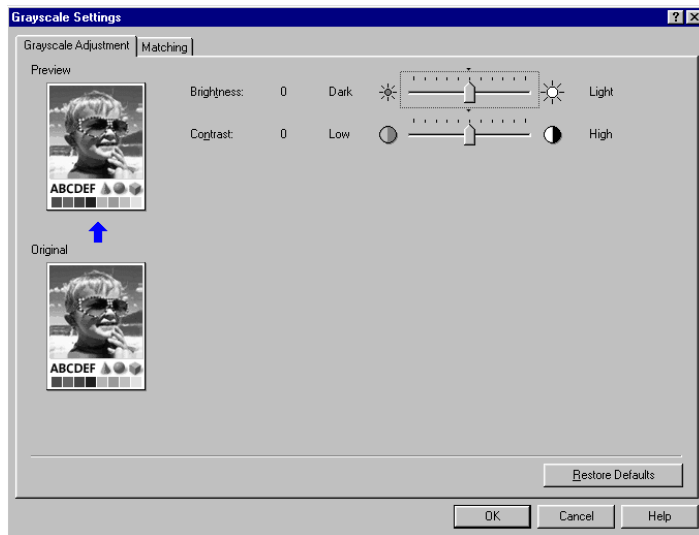 Grayscale Settings
Grayscale Adjustment Matching
Preview
Brightness: 0 Dark Light
Contrast: 0 Low High
ABCDEF
Original
ABCDEF
Restore Defaults
OK Cancel Help